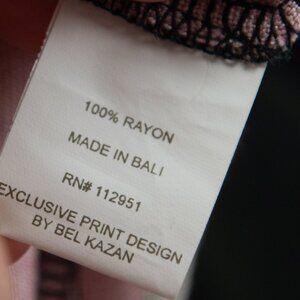 100% RAYON
MADE IN BALI
RN# 112951
EXCLUSIVE PRINT DESIGN
BY BEL KAZAN